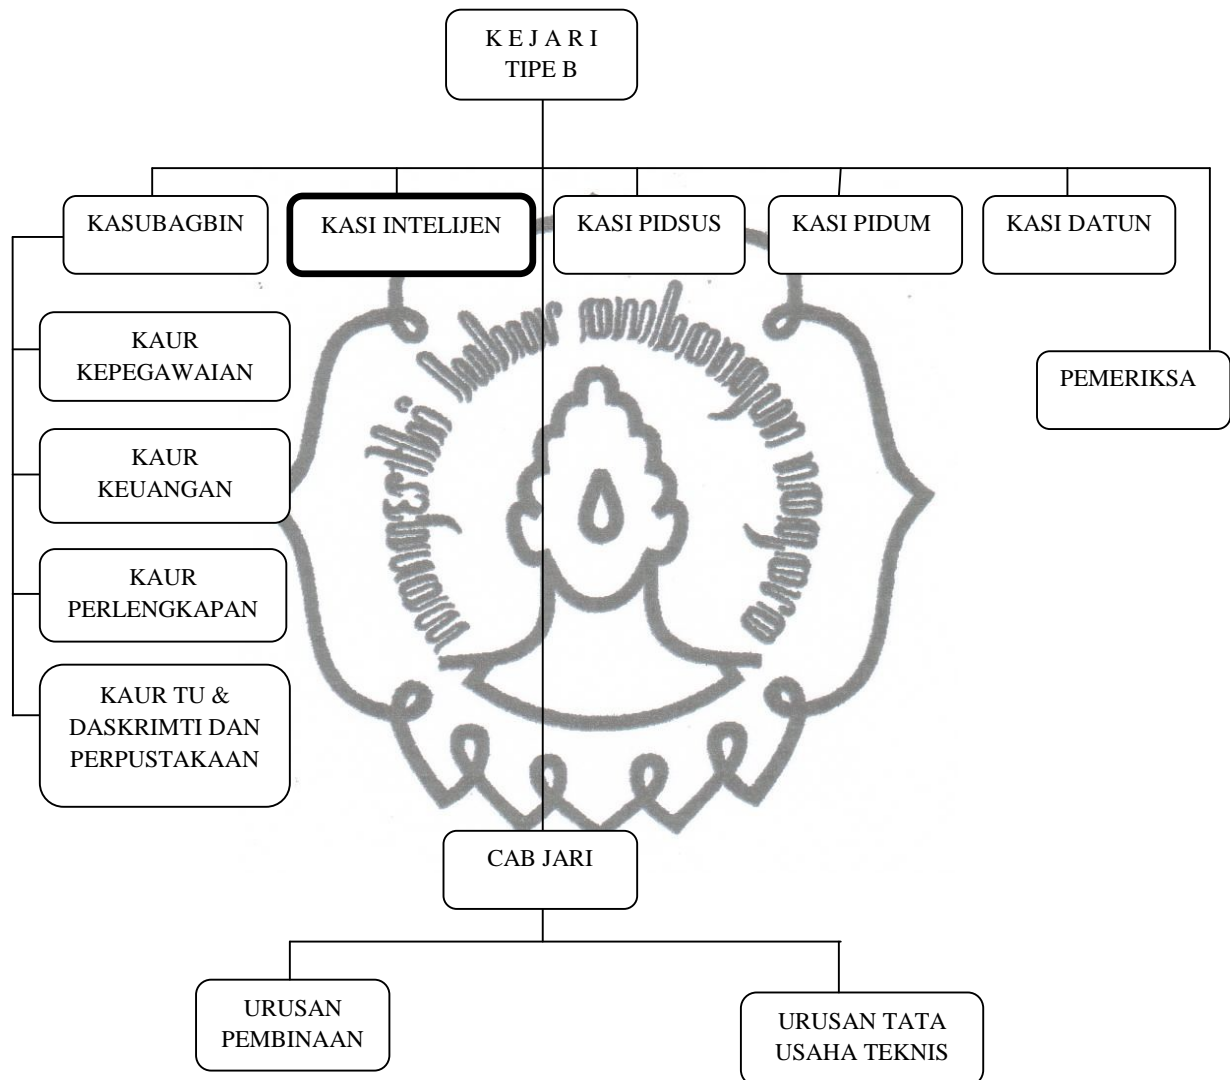 K E J A R I
TIPE B
KASUBAGBIN
KASI INTELIJEN
KASI PIDSUS
KASI PIDUM
KASI DATUN
KAUR
KEPEGAWAIAN
PEMERIKSA
KAUR
KEUANGAN
KAUR
PERLENGKAPAN
KAUR TU &
DASKRIMTI DAN
PERPUSTAKAAN
CAB JARI
URUSAN
PEMBINAAN
URUSAN TATA
USAHA TEKNIS